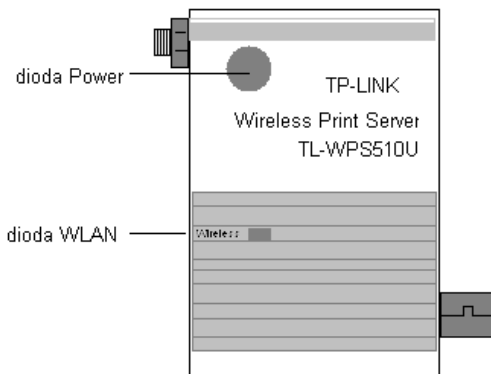 dioda Power
TP-LINK
Wireless Print Server
TL-WPS510U
dioda WLAN
Wireless